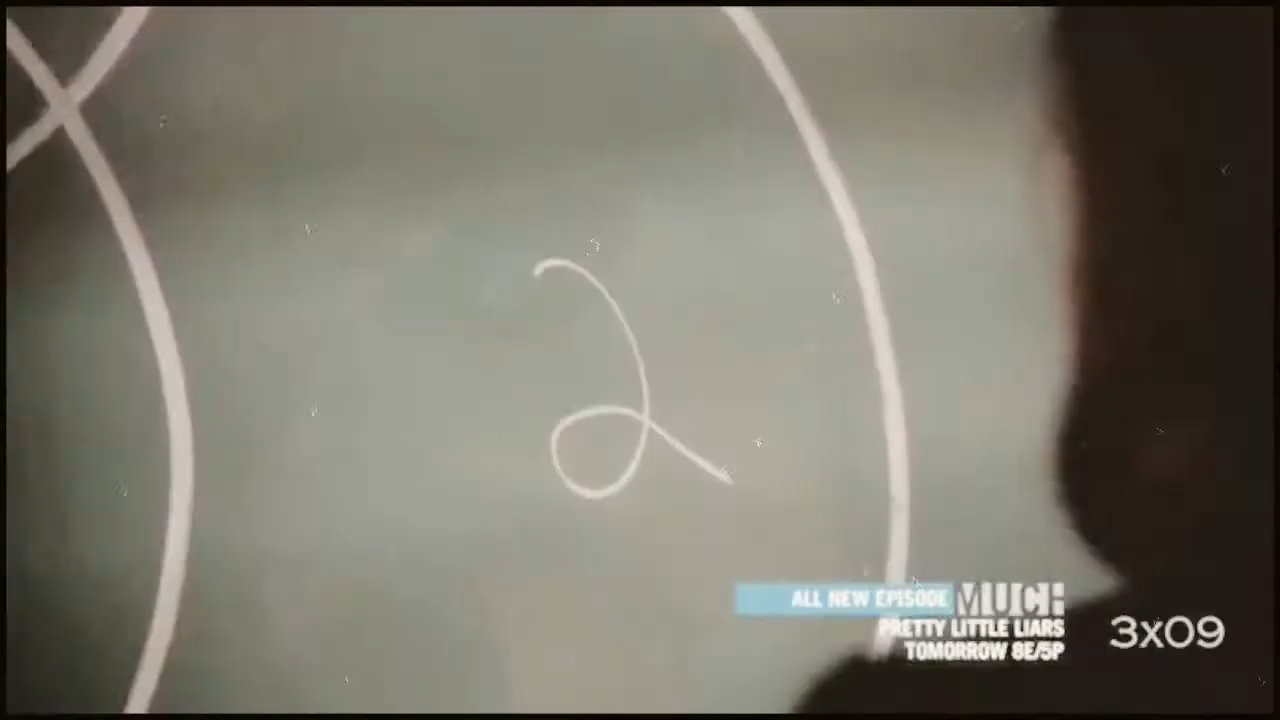 2
ALL NEW EPISODE MUCH
PRETTY LITTLE LIARS
TOMORROW 8E/5P
3x09